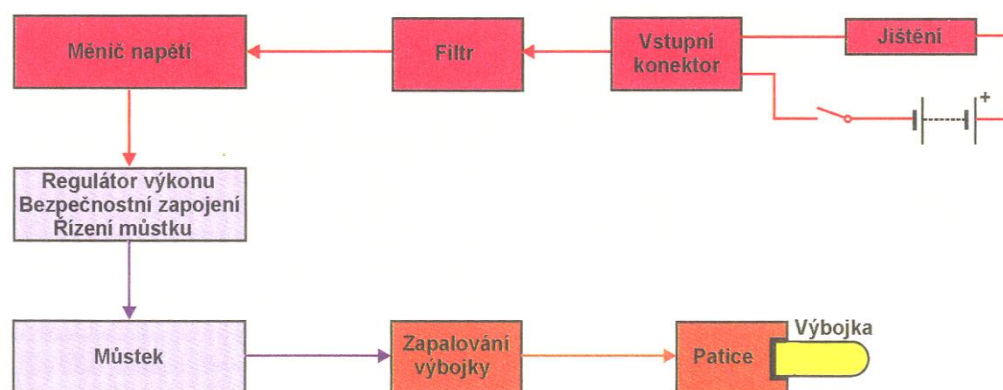 Měnič napětí
Filtr
Vstupní
konektor
Jištění
+
Regulátor výkonu
Bezpečnostní zapojení
Řízení můstku
Můstek
Zapalování
výbojky
Patice
Výbojka